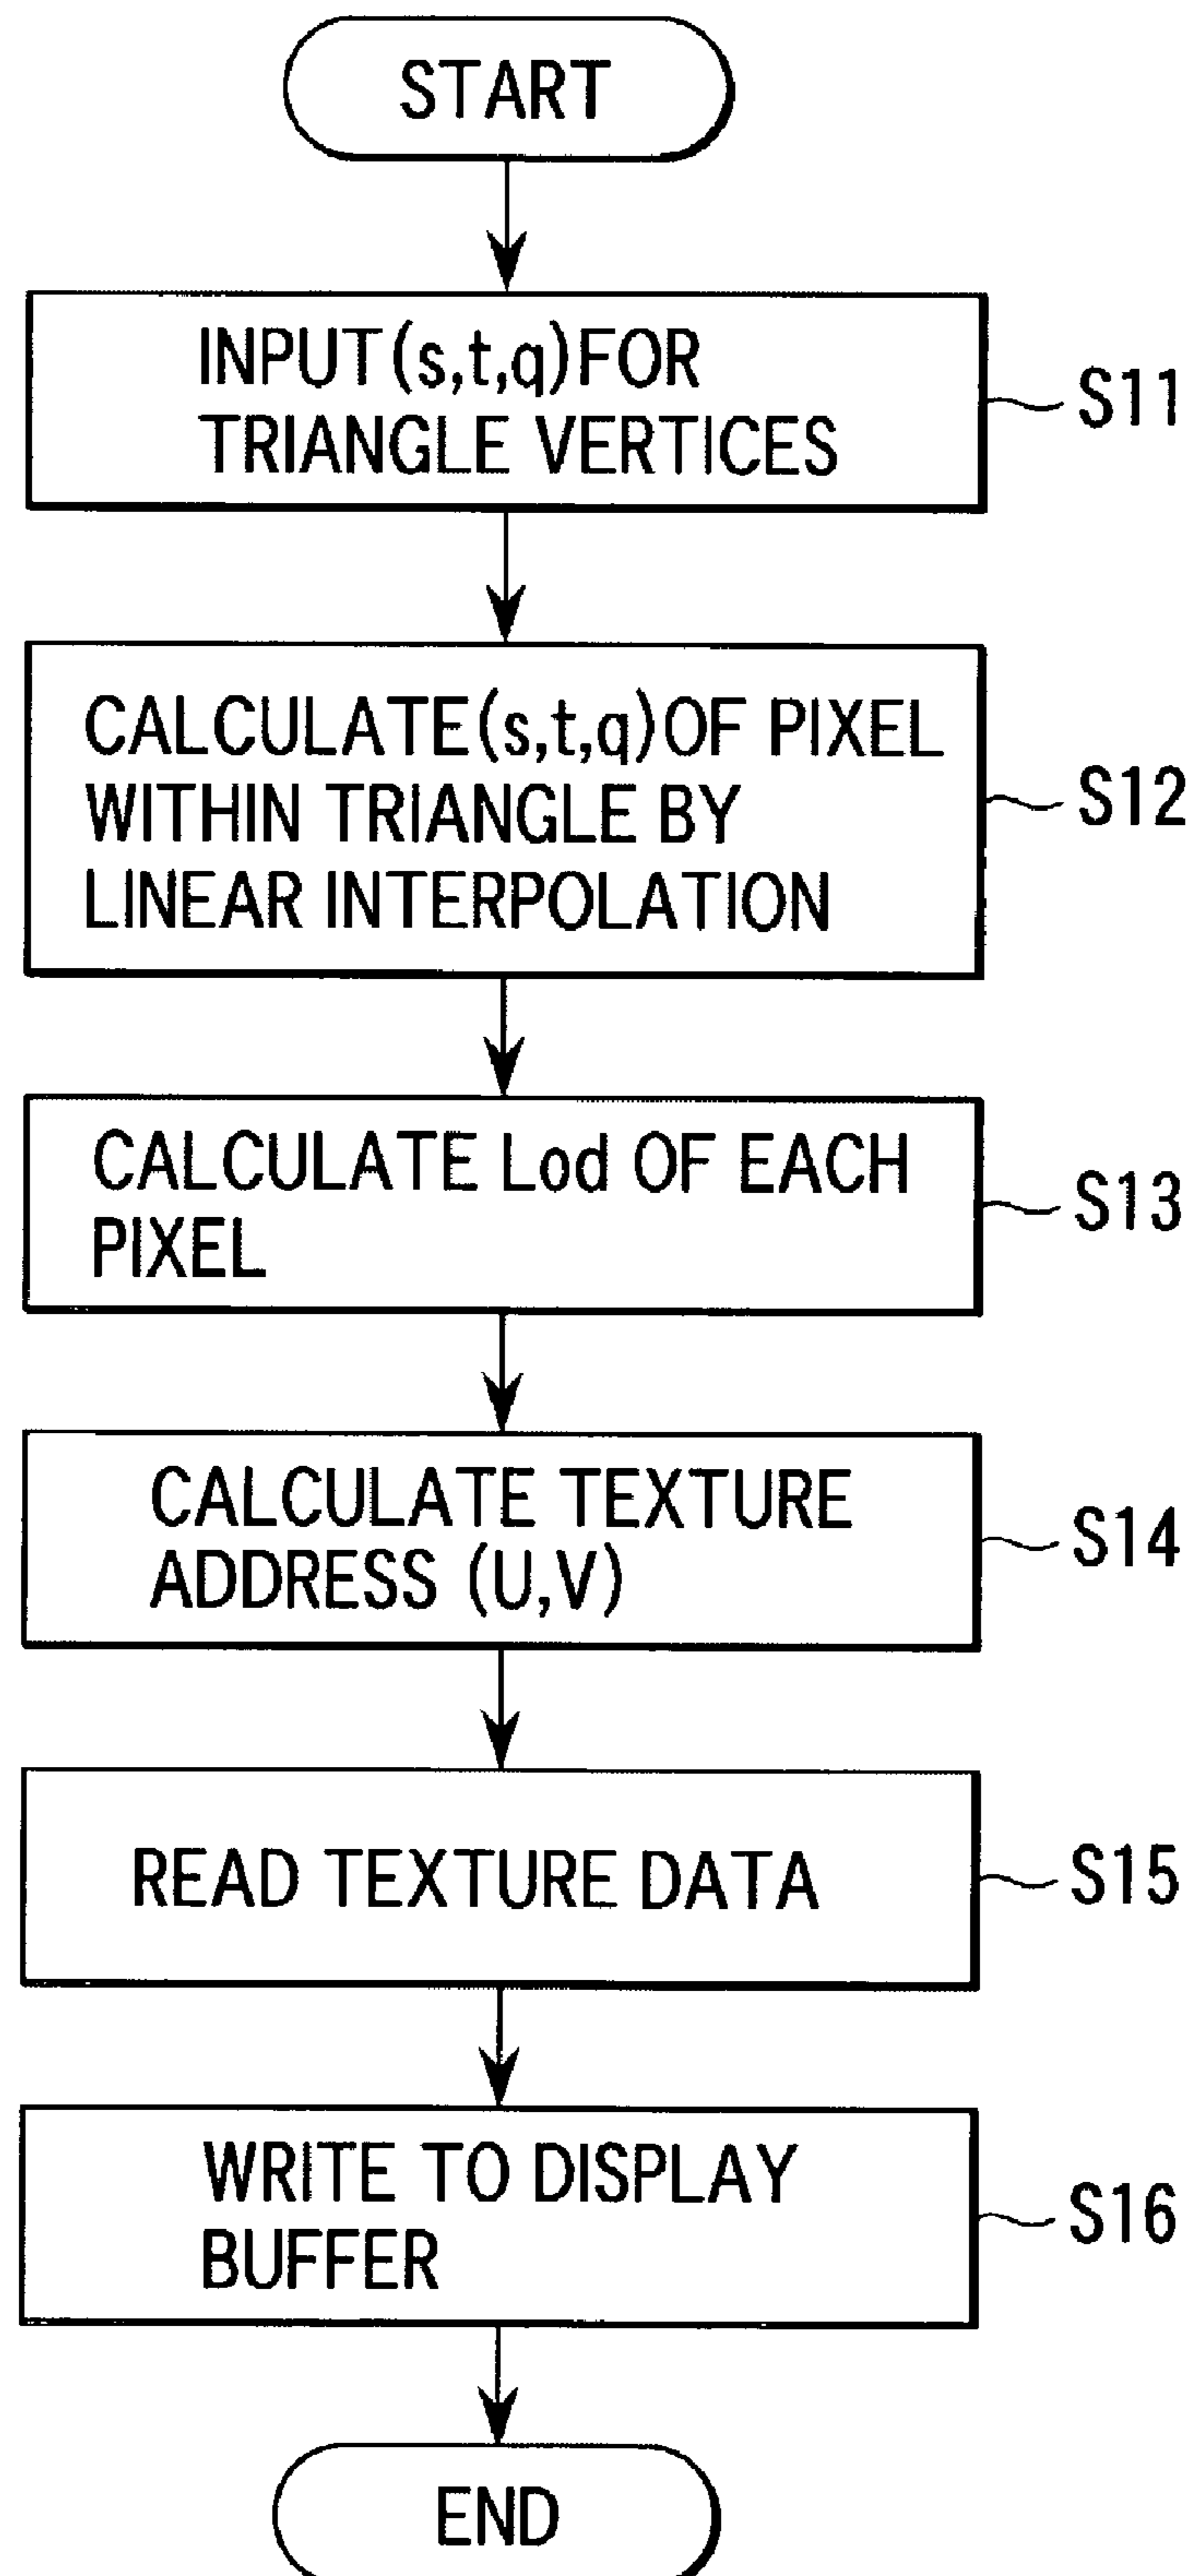 START
INPUT(s,t,q)FOR
TRIANGLE VERTICES
S11
CALCULATE(s,t,q)OF PIXEL
WITHIN TRIANGLE BY
LINEAR INTERPOLATION
S12
CALCULATE Lod OF EACH
PIXEL
S13
CALCULATE TEXTURE
ADDRESS (U,V)
S14
READ TEXTURE DATA
S15
WRITE TO DISPLAY
BUFFER
S16
END